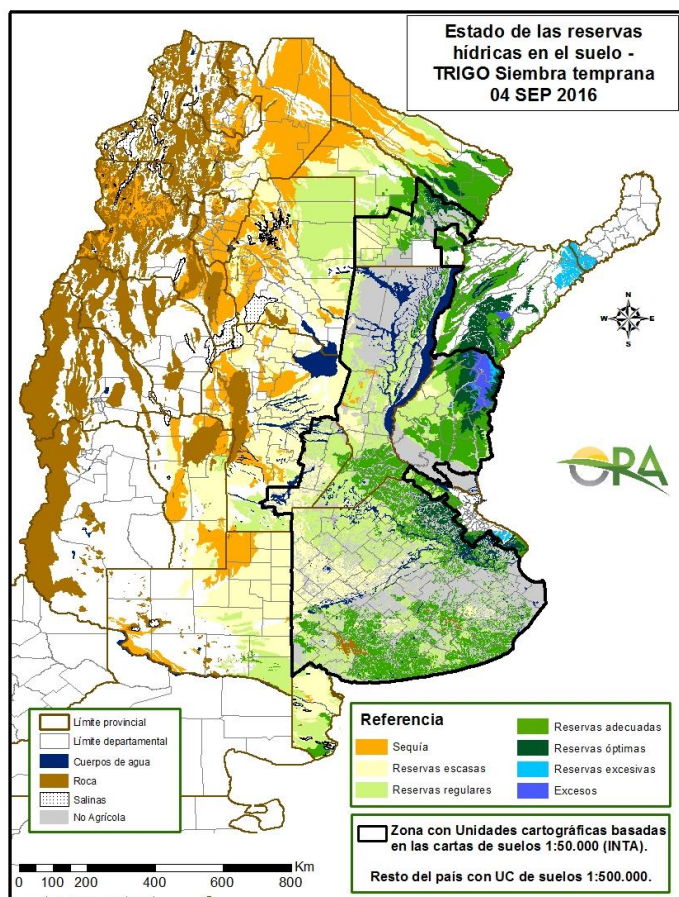 Estado de las reservas
hídricas en el suelo -
TRIGO Siembra temprana
04 SEP 2016
N
W
E
S
OPA
Límite provincial
Límite departamental
Cuerpos de agua
Roca
Salinas
No Agrícola
Referencia
Sequía
Reservas escasas
Reservas regulares
Reservas adecuadas
Reservas óptimas
Reservas excesivas
Excesos
Zona con Unidades cartográficas basadas
en las cartas de suelos 1:50.000 (INTA).
Resto del país con UC de suelos 1:500.000.
Km
0 100 200 400 600 800